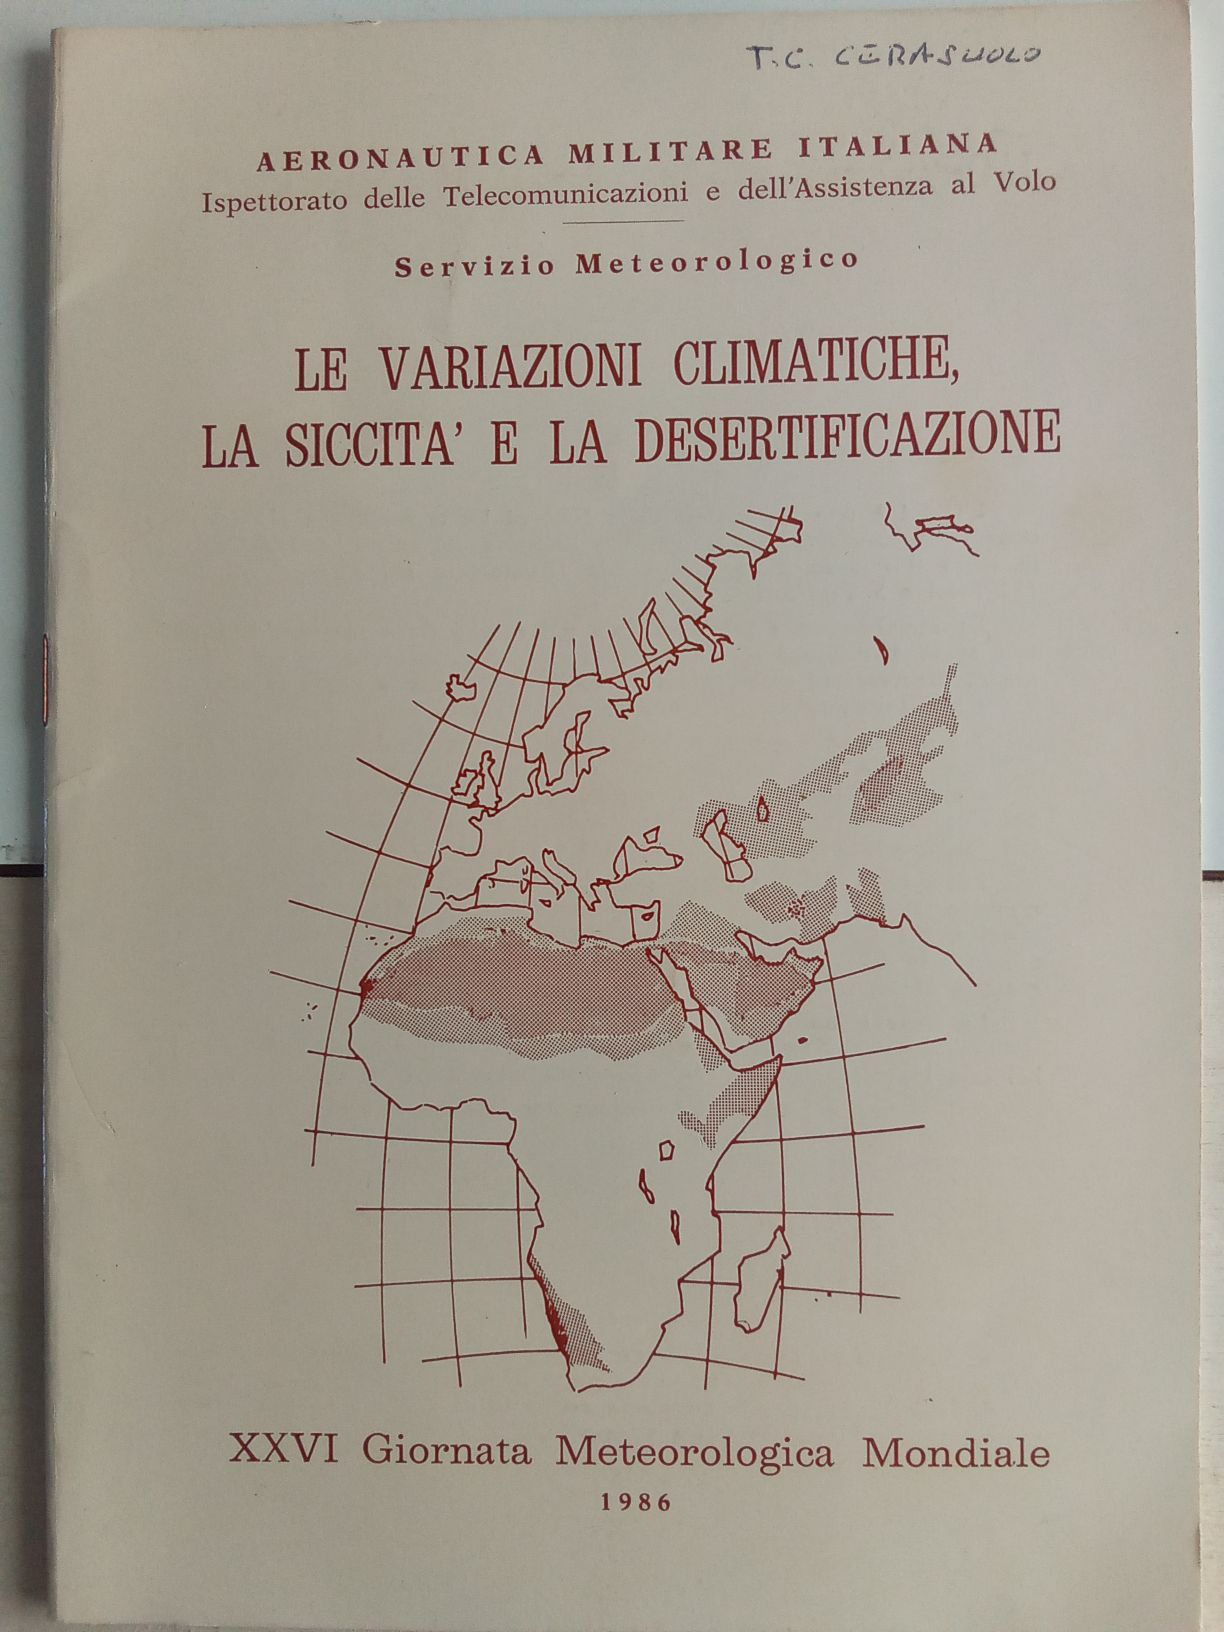 T.C. CERASUOLO
AERONAUTICA MILITARE ITALIANA
Ispettorato delle Telecomunicazioni e dell'Assistenza al Volo
Servizio Meteorologico
LE VARIAZIONI CLIMATICHE,
LA SICCITA' E LA DESERTIFICAZIONE
XXVI Giornata Meteorologica Mondiale
1986